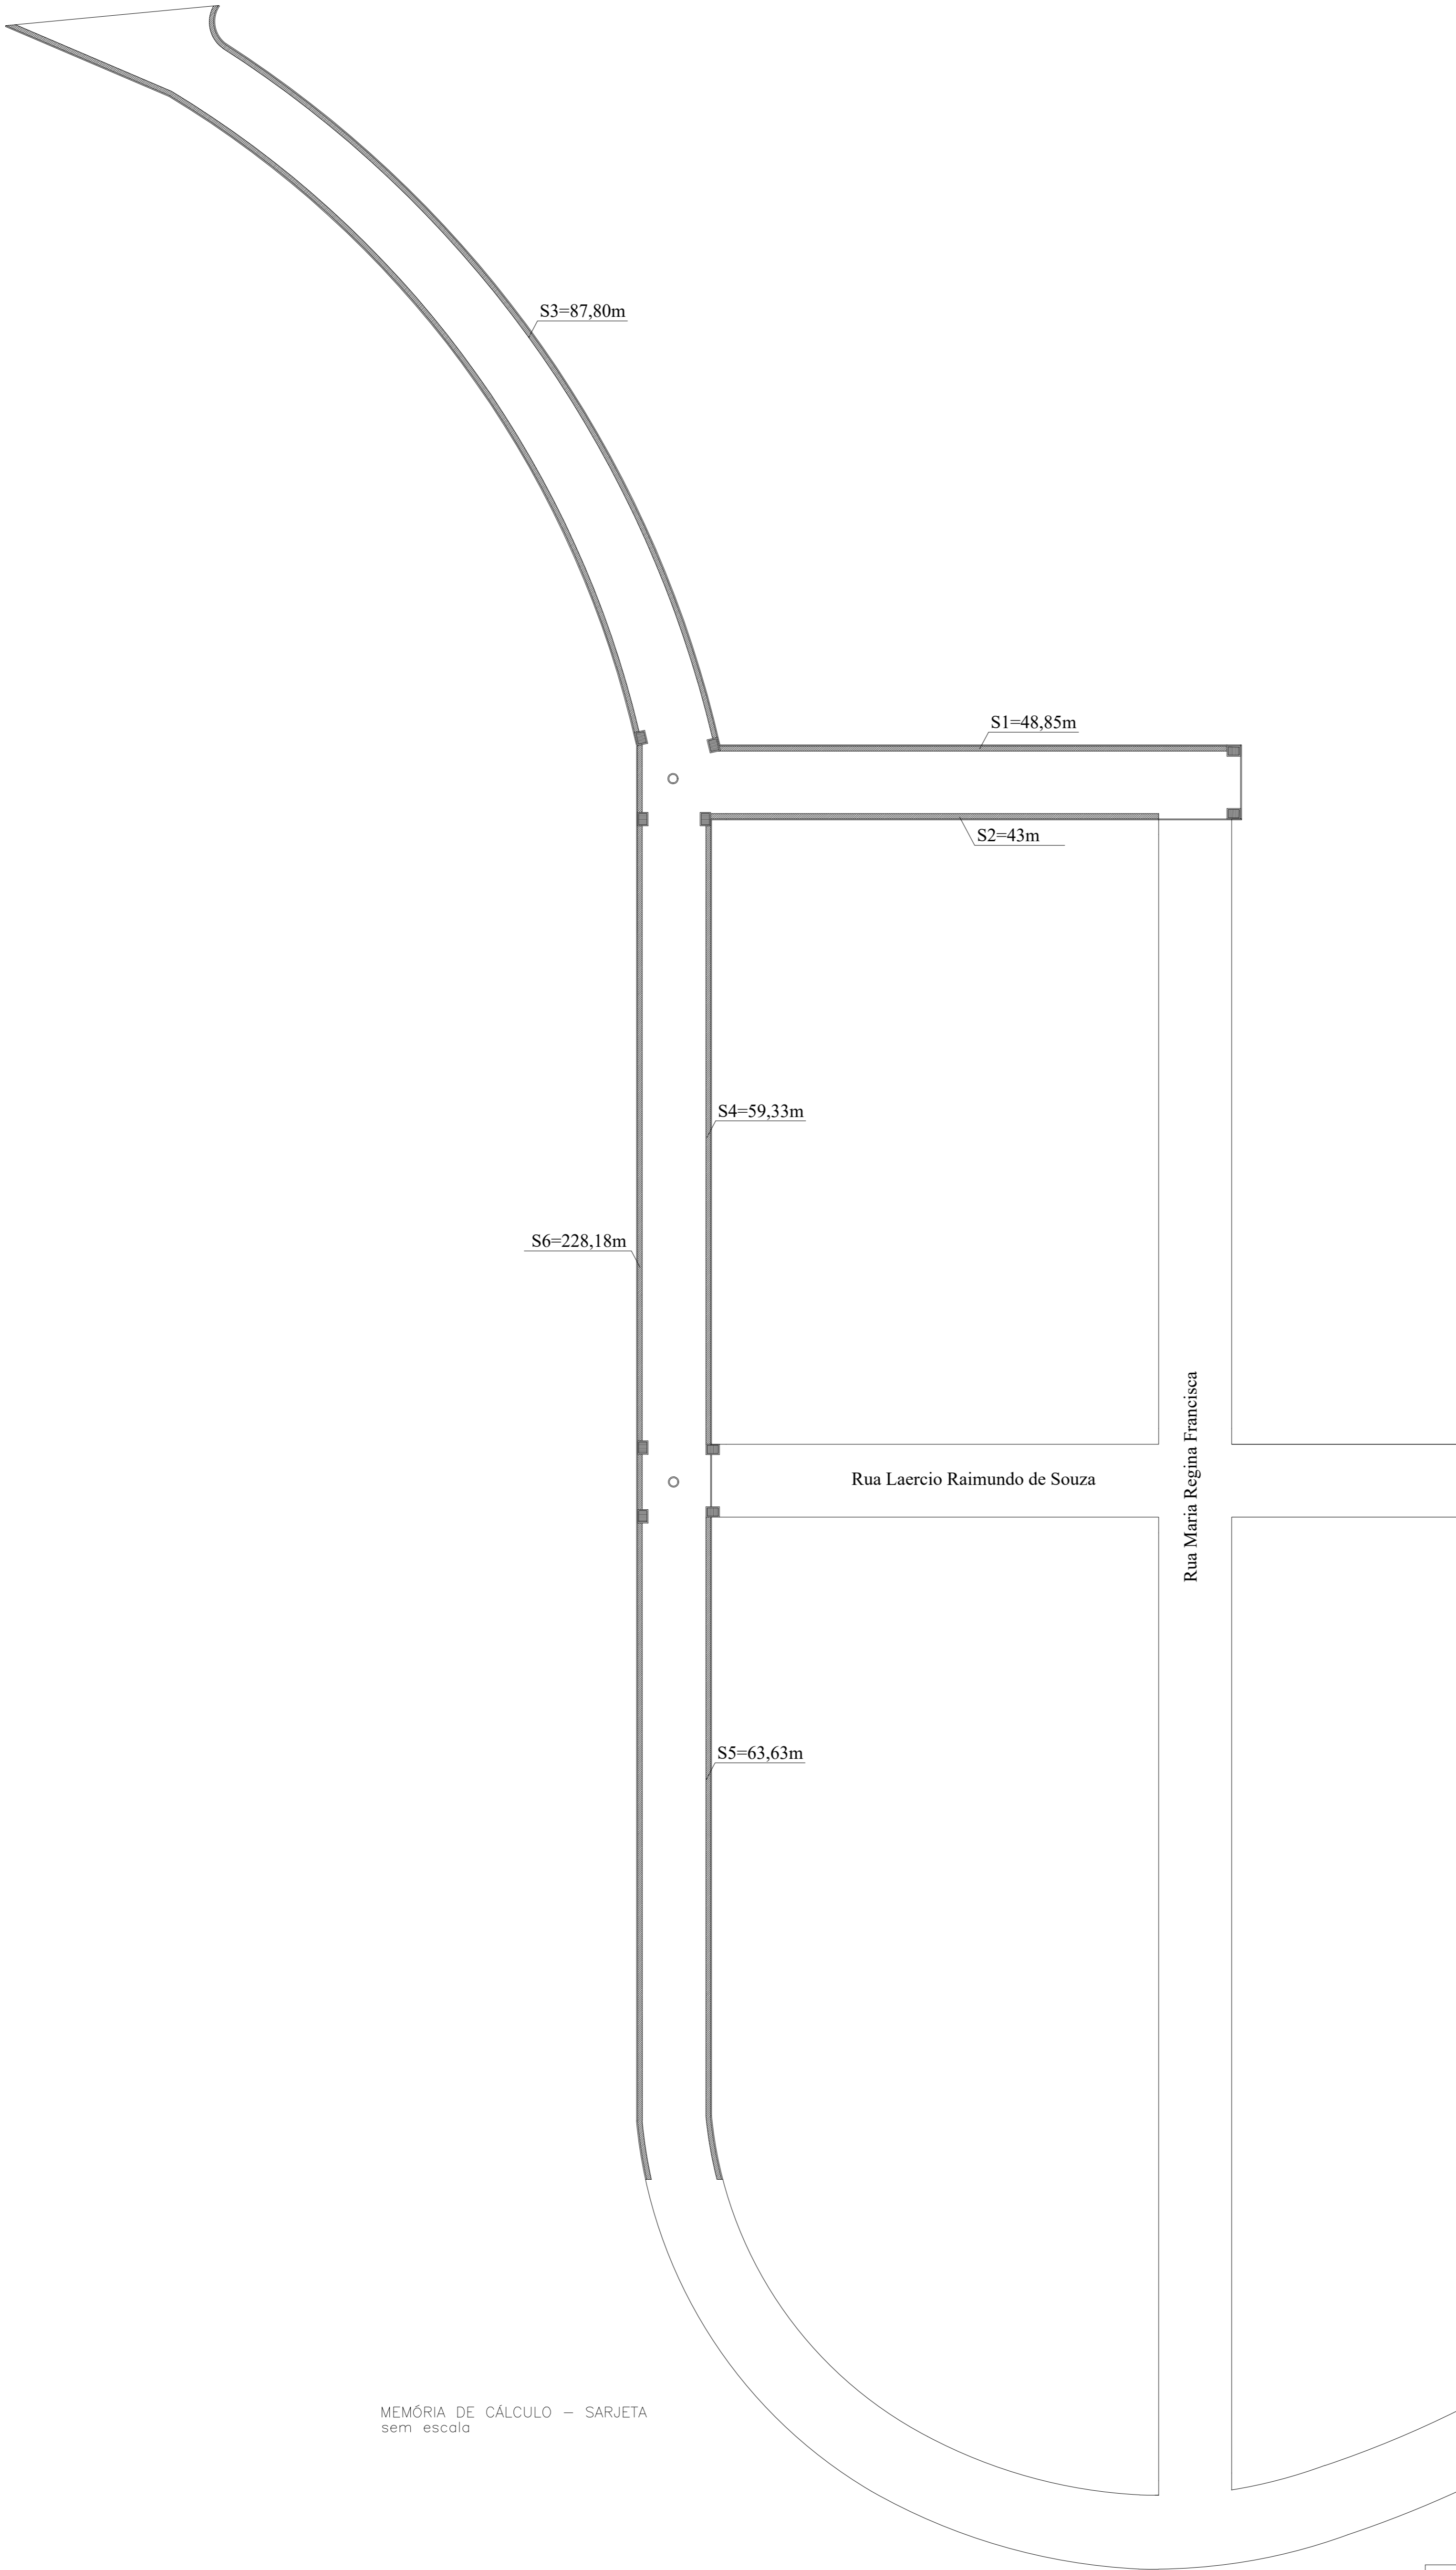 S3=87,80m
S1=48,85m
S2=43m
S4=59,33m
S6=228,18m
Rua Maria Regina Francisca
Rua Laercio Raimundo de Souza
S5=63,63m
MEMÓRIA DE CÁLCULO – SARJETA
sem escala